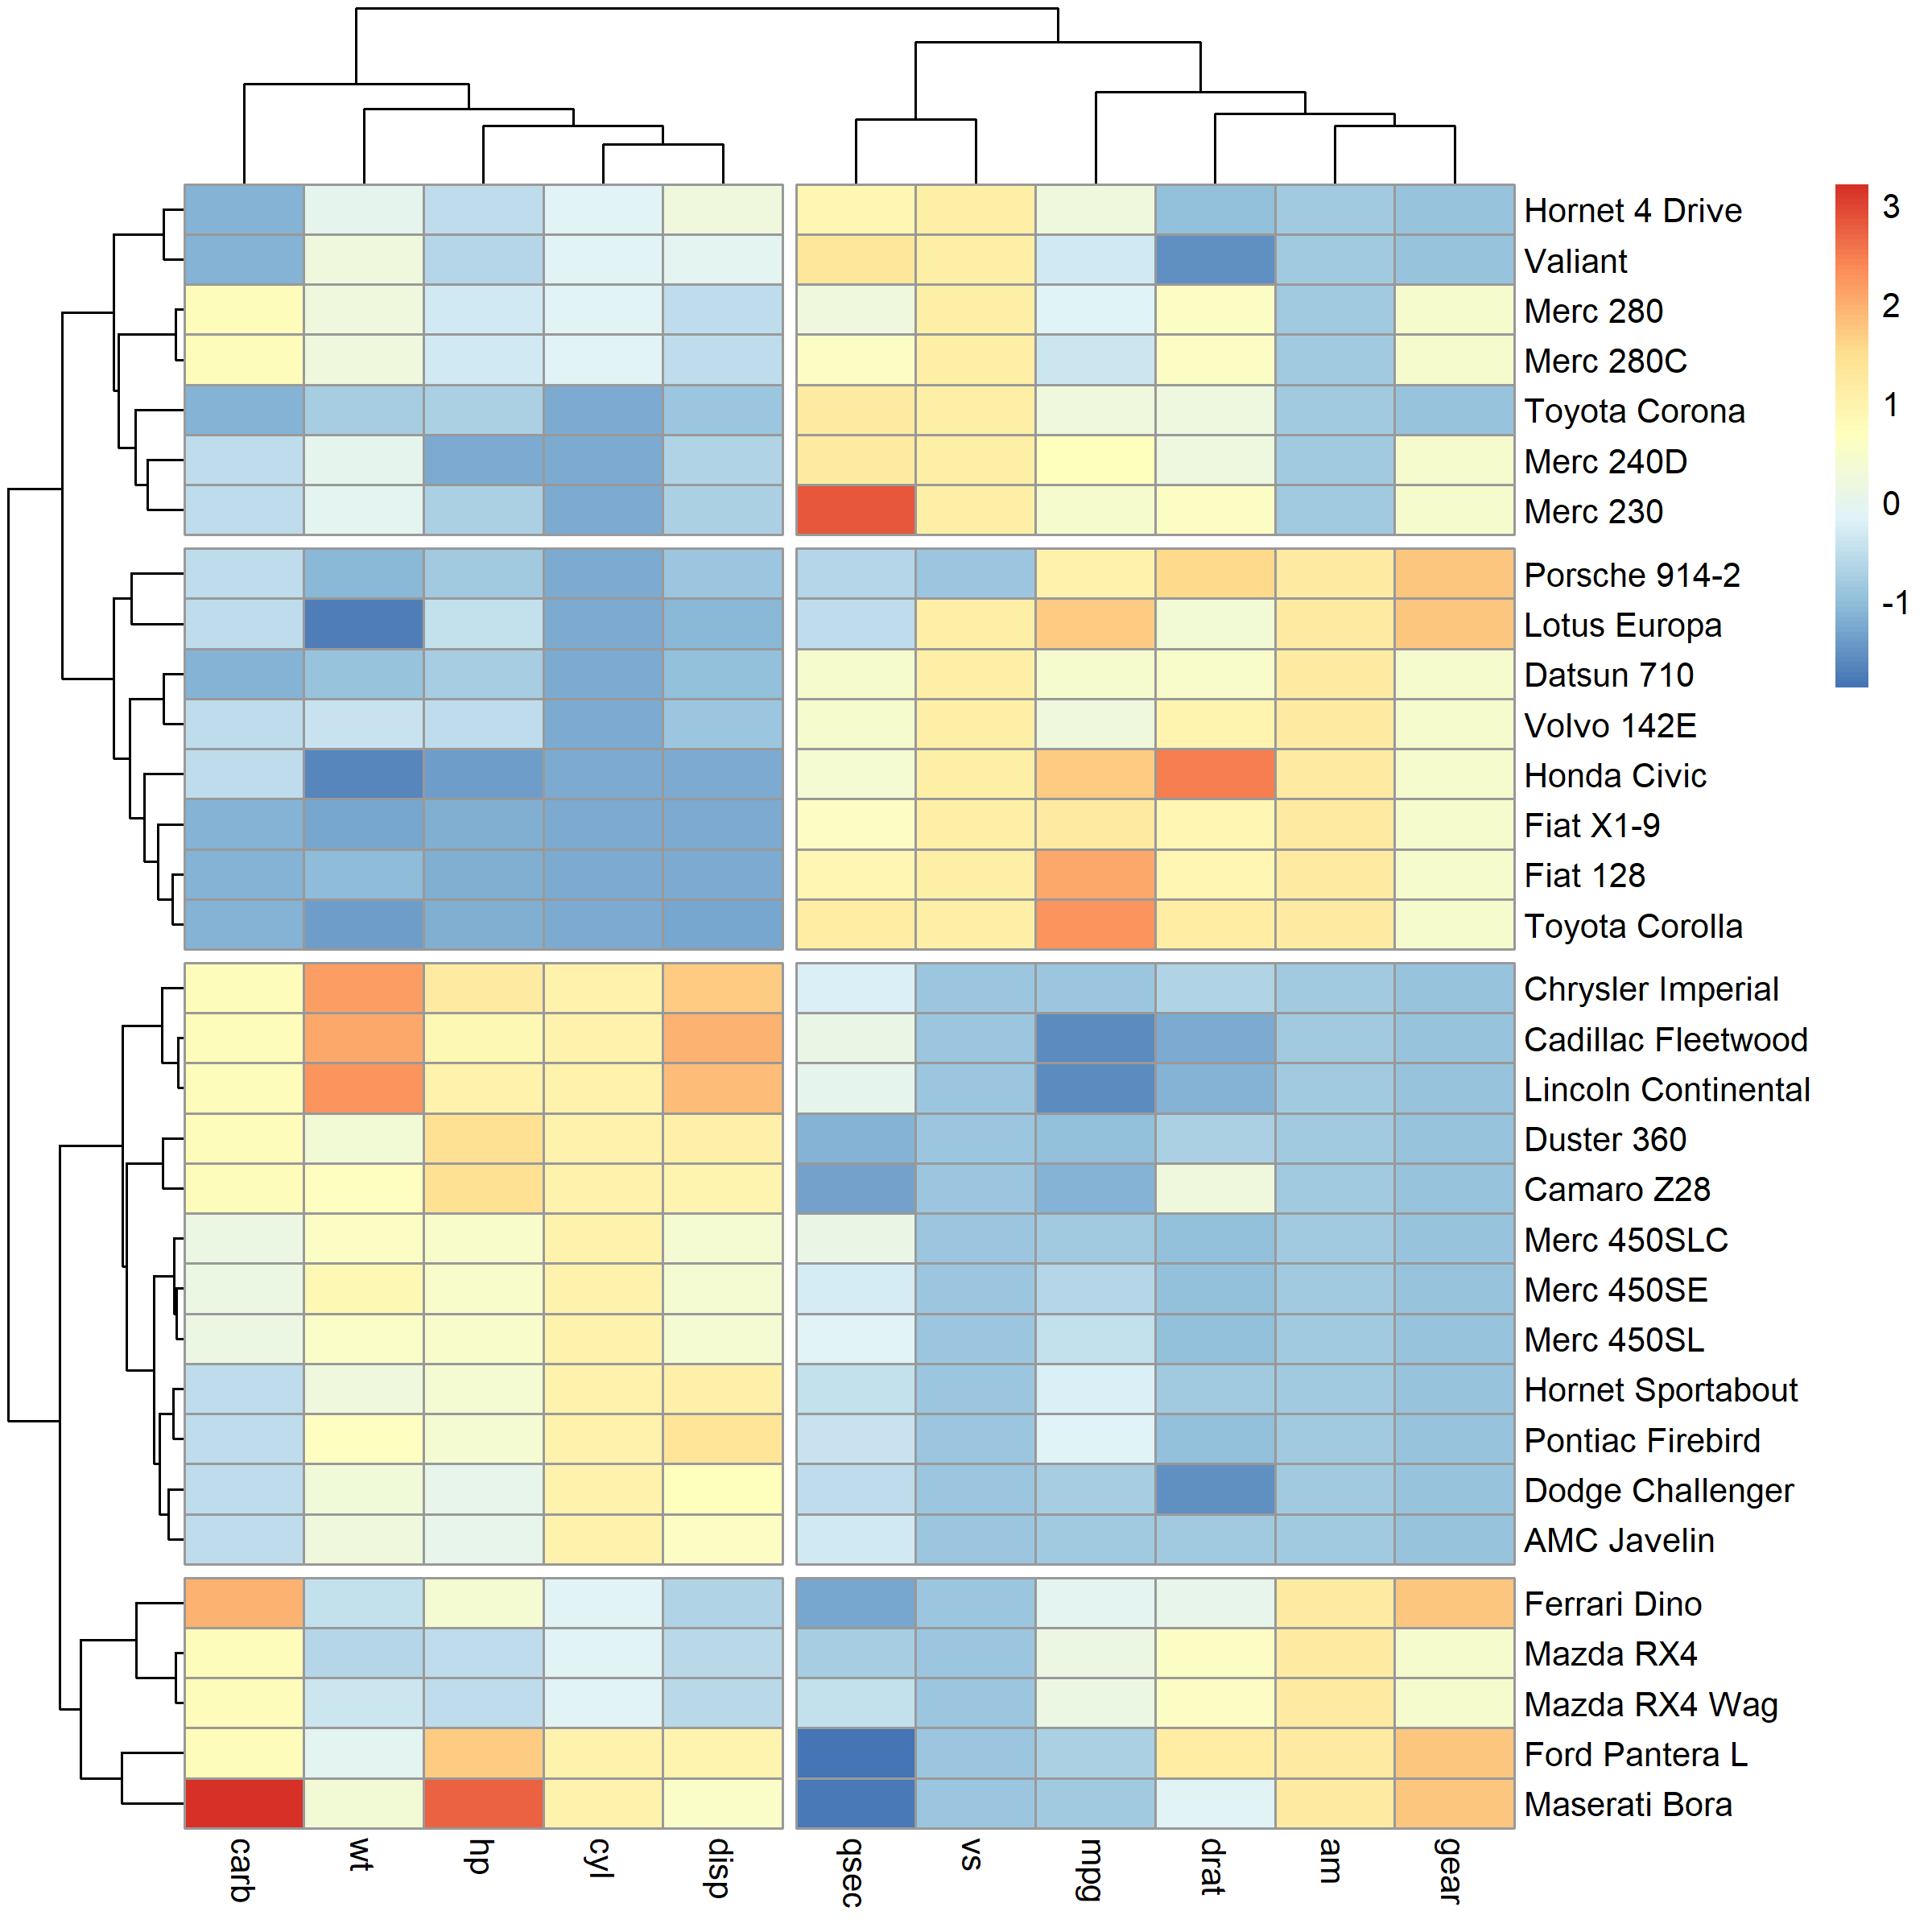 Hornet 4 Drive
Valiant
Merc 280
Merc 280C
Toyota Corona
Merc 240D
Merc 230
Porsche 914-2
Lotus Europa
Datsun 710
Volvo 142E
Honda Civic
Fiat X1-9
Fiat 128
Toyota Corolla
Chrysler Imperial
Cadillac Fleetwood
Lincoln Continental
Duster 360
Camaro Z28
Merc 450SLC
Merc 450SE
Merc 450SL
Hornet Sportabout
Pontiac Firebird
Dodge Challenger
AMC Javelin
Ferrari Dino
Mazda RX4
Mazda RX4 Wag
Ford Pantera L
Maserati Bora
carb
wt
hp
cyl
disp
qsec
vs
mpg
drat
am
gear
3
2
1
0
-1